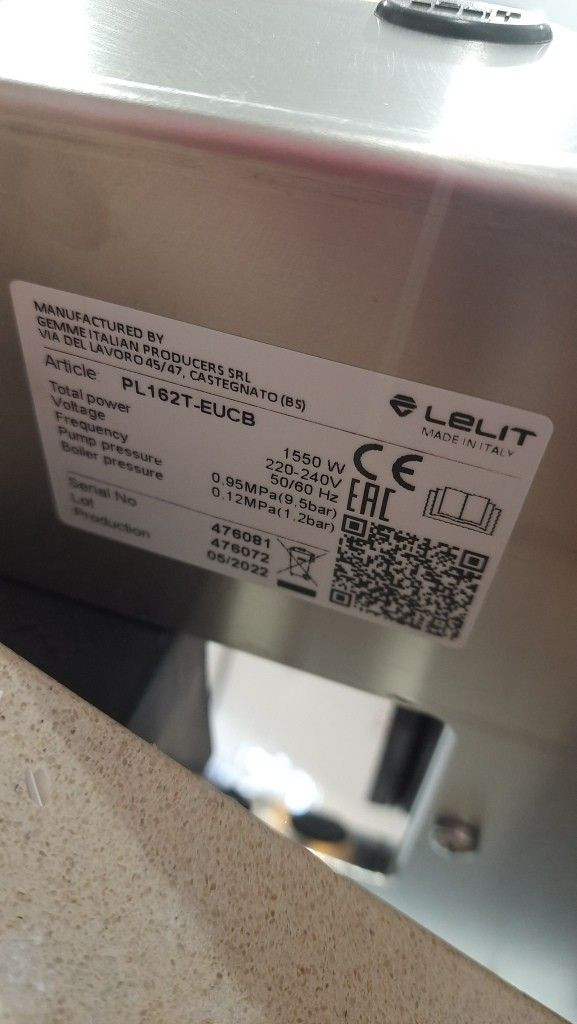 MANUFACTURED BY
GEMME ITALIAN PRODUCERS SRL
VIA DEL LAVORO 45/47, CASTEGNATO (BS)
Article: PL162T-EUCB
LELIT
MADE IN ITALY
Total power 1550 W
Voltage 220-240V
Frequency 50/60 Hz
Pump pressure 0.95MPa(9.5bar)
Boiler pressure 0.12MPa(1.2bar)
CE
EAC
Serial No 476081
Lot 476072
Production 05/2022